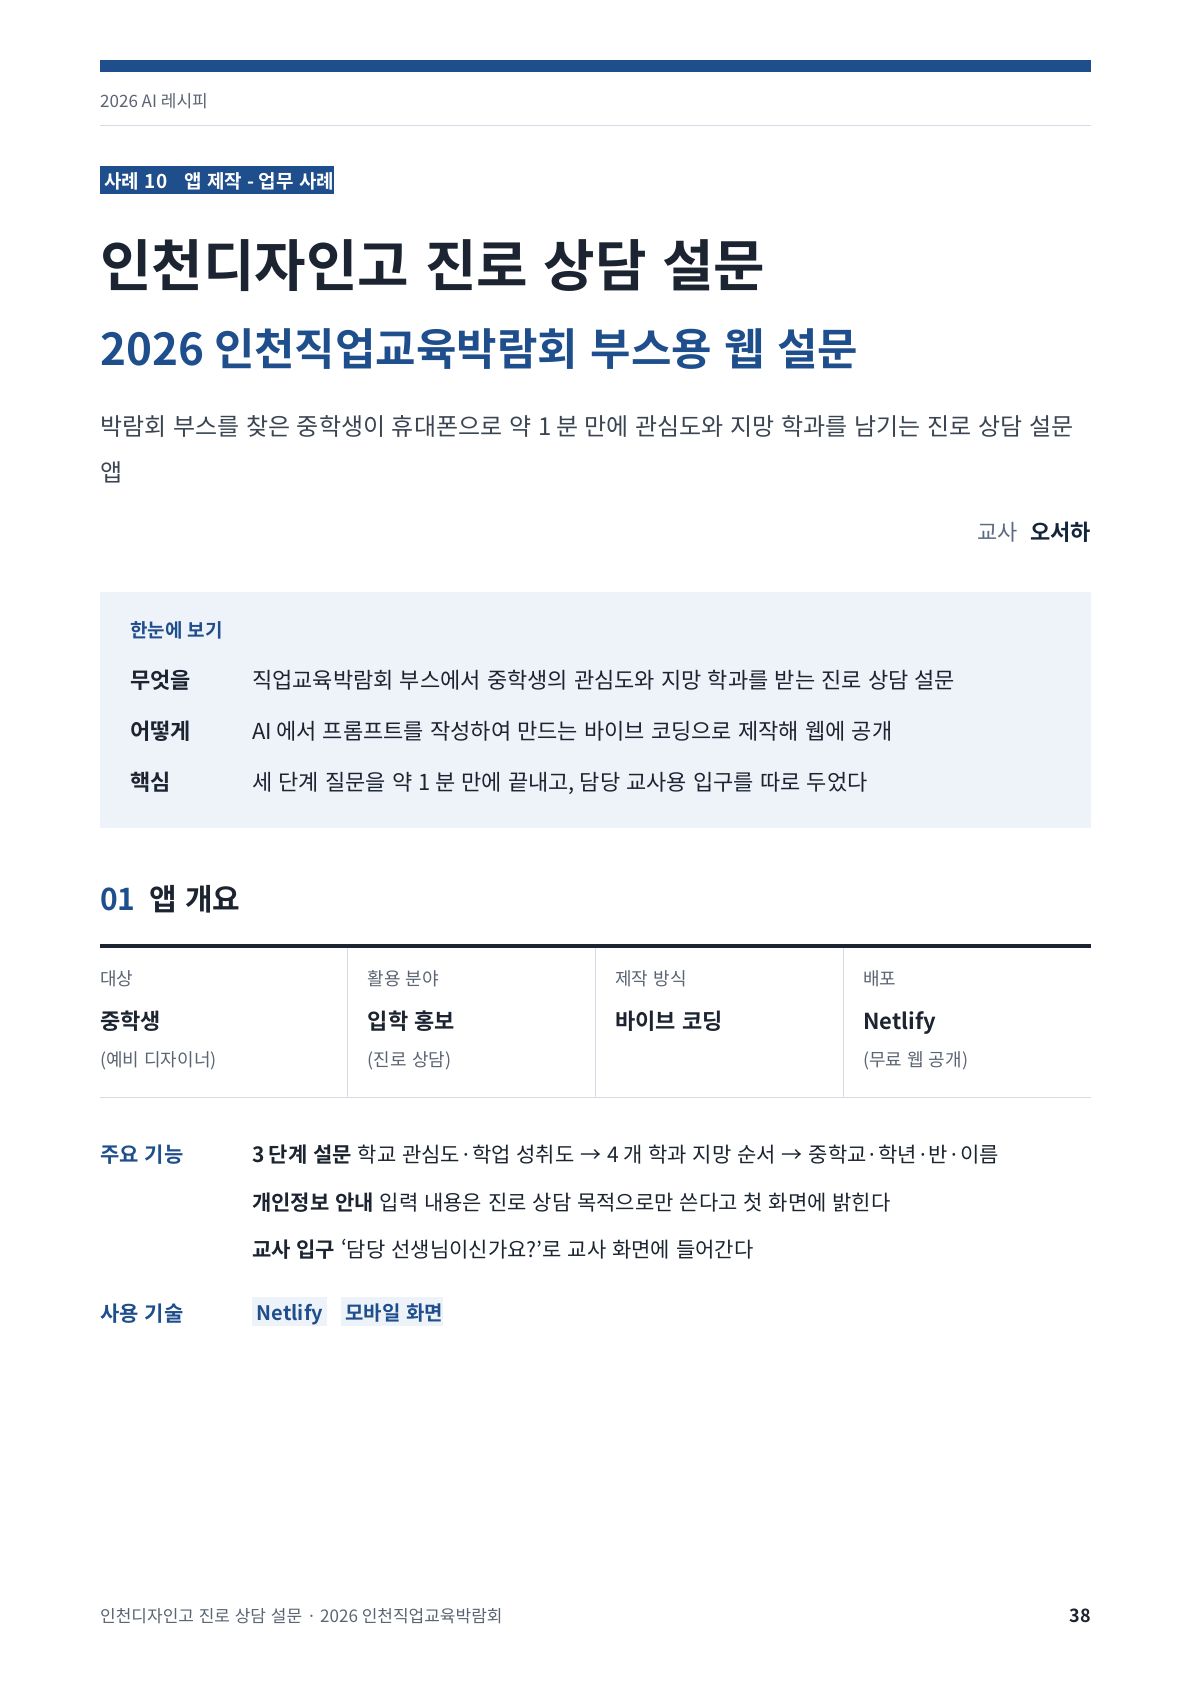 2026 AI 레시피
사례 10 앱 제작 - 업무 사례
인천디자인고 진로 상담 설문
2026 인천직업교육박람회 부스용 웹 설문
박람회 부스를 찾은 중학생이 휴대폰으로 약 1분 만에 관심도와 지망 학과를 남기는 진로 상담 설문
앱
교사 오서하
한눈에 보기
무엇을 직업교육박람회 부스에서 중학생의 관심도와 지망 학과를 받는 진로 상담 설문
어떻게 AI에서 프롬프트를 작성하여 만드는 바이브 코딩으로 제작해 웹에 공개
핵심 세 단계 질문을 약 1분 만에 끝내고, 담당 교사용 입구를 따로 두었다
01 앱 개요
대상 활용 분야 제작 방식 배포
중학생 입학 홍보 바이브 코딩 Netlify
(예비 디자이너) (진로 상담) (무료 웹 공개)
주요 기능 3단계 설문 학교 관심도·학업 성취도 → 4개 학과 지망 순서 → 중학교·학년·반·이름
개인정보 안내 입력 내용은 진로 상담 목적으로만 쓴다고 첫 화면에 밝힌다
교사 입구 ‘담당 선생님이신가요?’로 교사 화면에 들어간다
사용 기술 Netlify 모바일 화면
인천디자인고 진로 상담 설문 · 2026 인천직업교육박람회 38